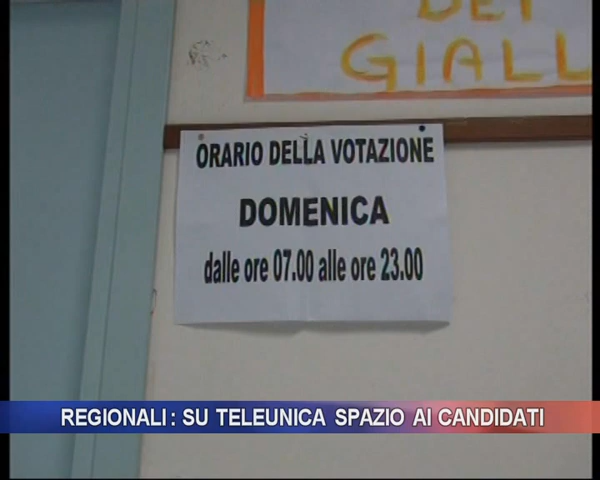 DEI
GIALL
ORARIO DELLA VOTAZIONE
DOMENICA
dalle ore 07.00 alle ore 23.00
REGIONALI: SU TELEUNICA SPAZIO AI CANDIDATI